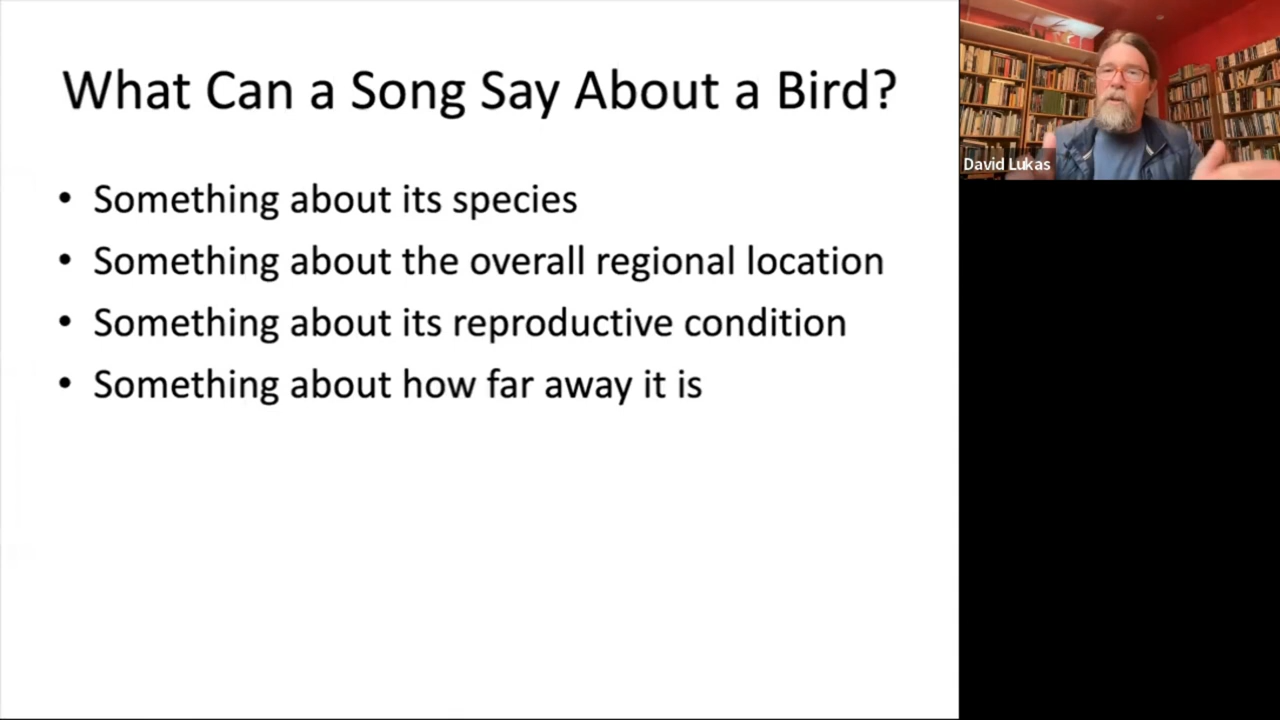 What Can a Song Say About a Bird?
• Something about its species
• Something about the overall regional location
• Something about its reproductive condition
• Something about how far away it is
David Lukas